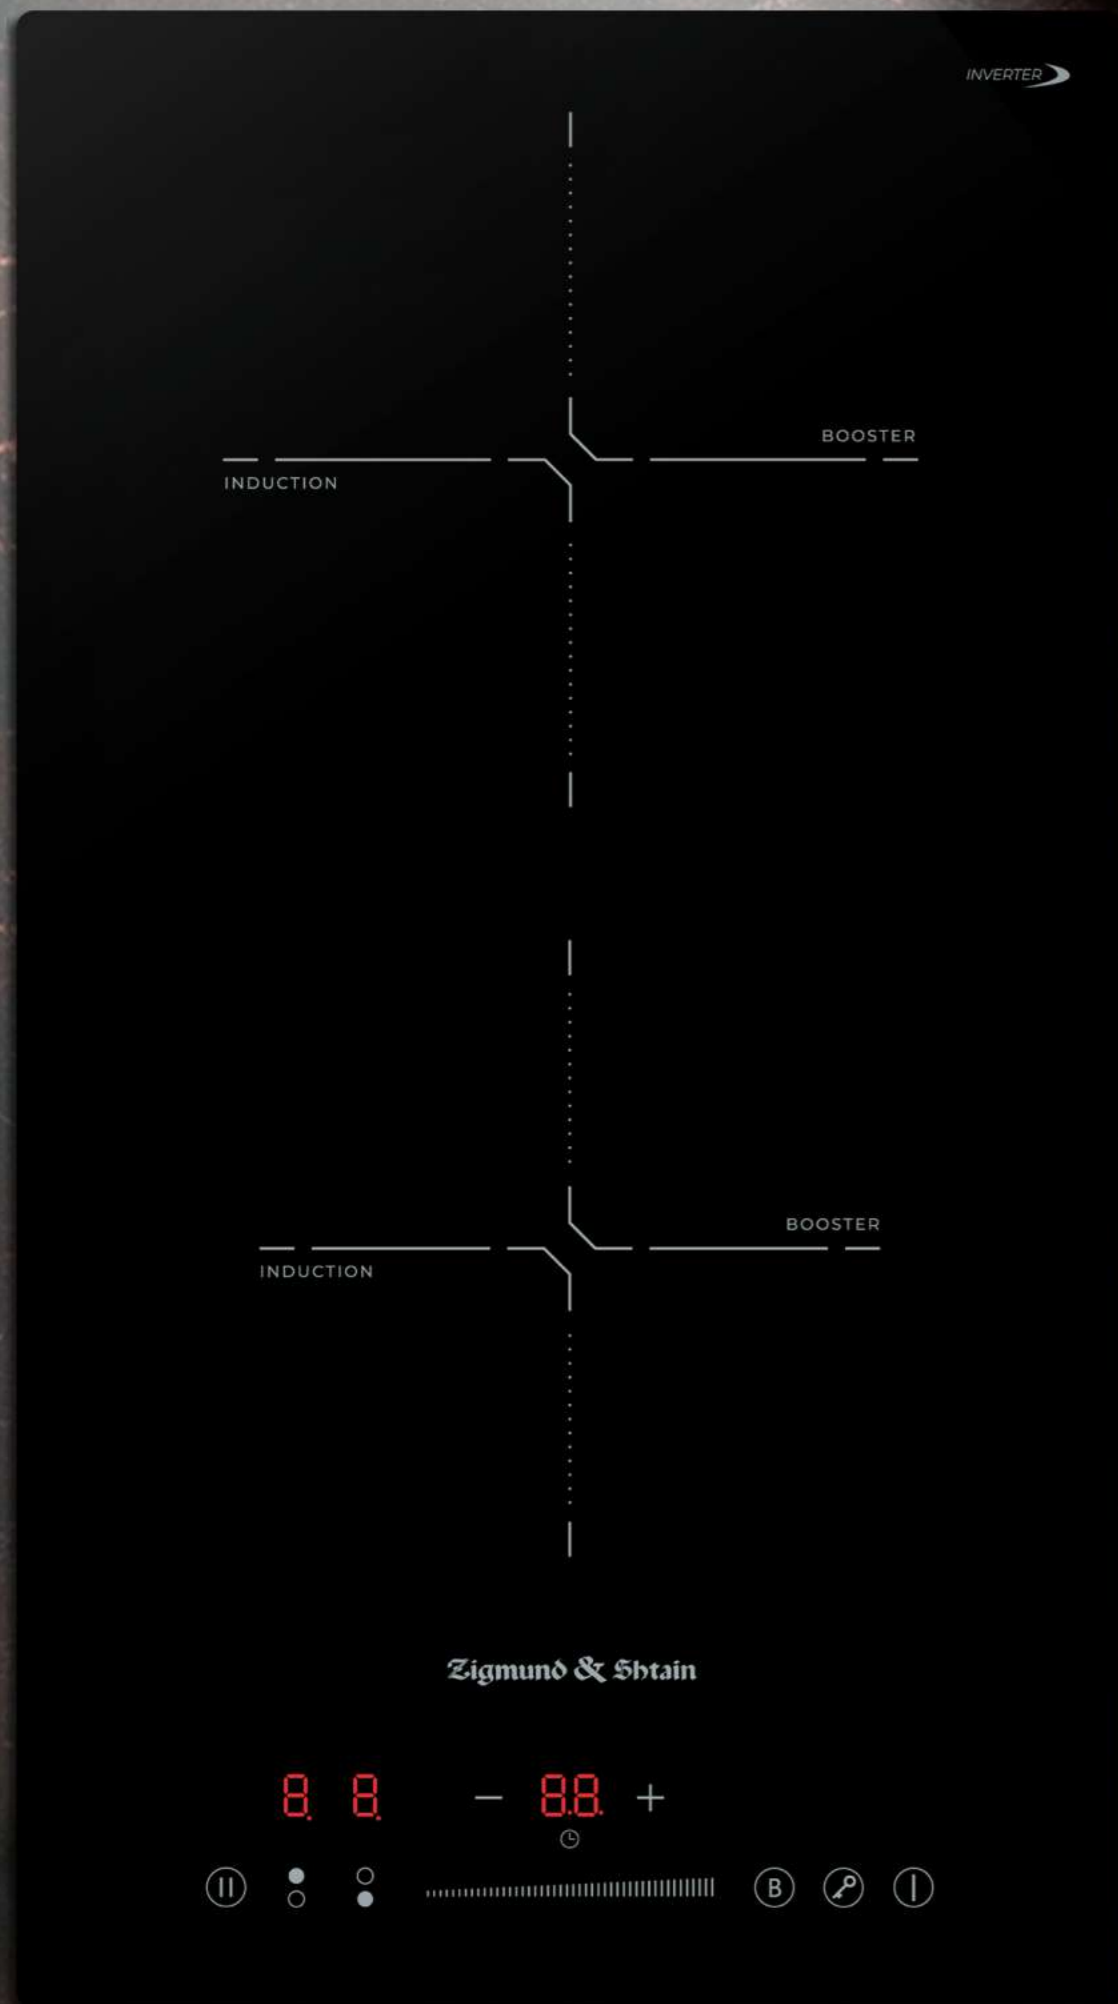 INVERTER
BOOSTER
INDUCTION
BOOSTER
INDUCTION
Zigmund & Shtain
8. 8. − 8.8. +
B